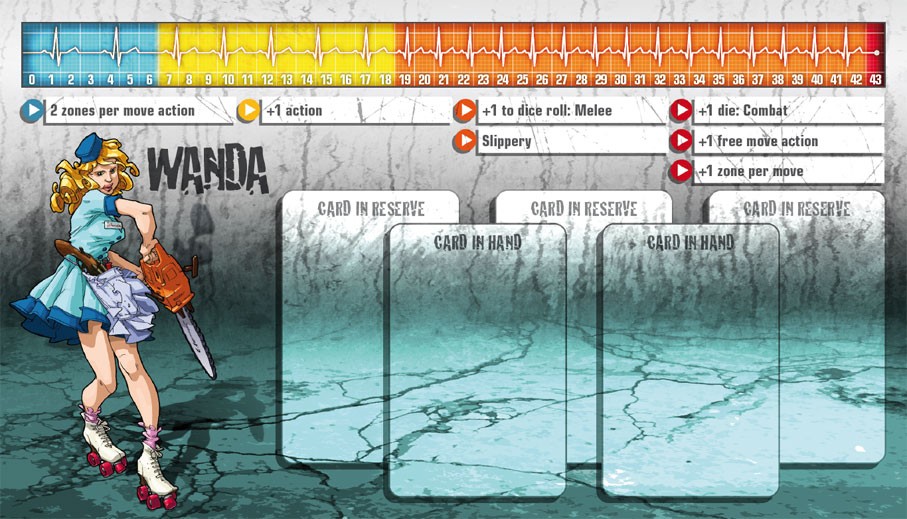 0 1 2 3 4 5 6 7 8 9 10 11 12 13 14 15 16 17 18 19 20 21 22 23 24 25 26 27 28 29 30 31 32 33 34 35 36 37 38 39 40 41 42 43
2 zones per move action
+1 action
+1 to dice roll: Melee
+1 die: Combat
Slippery
+1 free move action
+1 zone per move
WANDA
CARD IN RESERVE
CARD IN RESERVE
CARD IN RESERVE
CARD IN HAND
CARD IN HAND